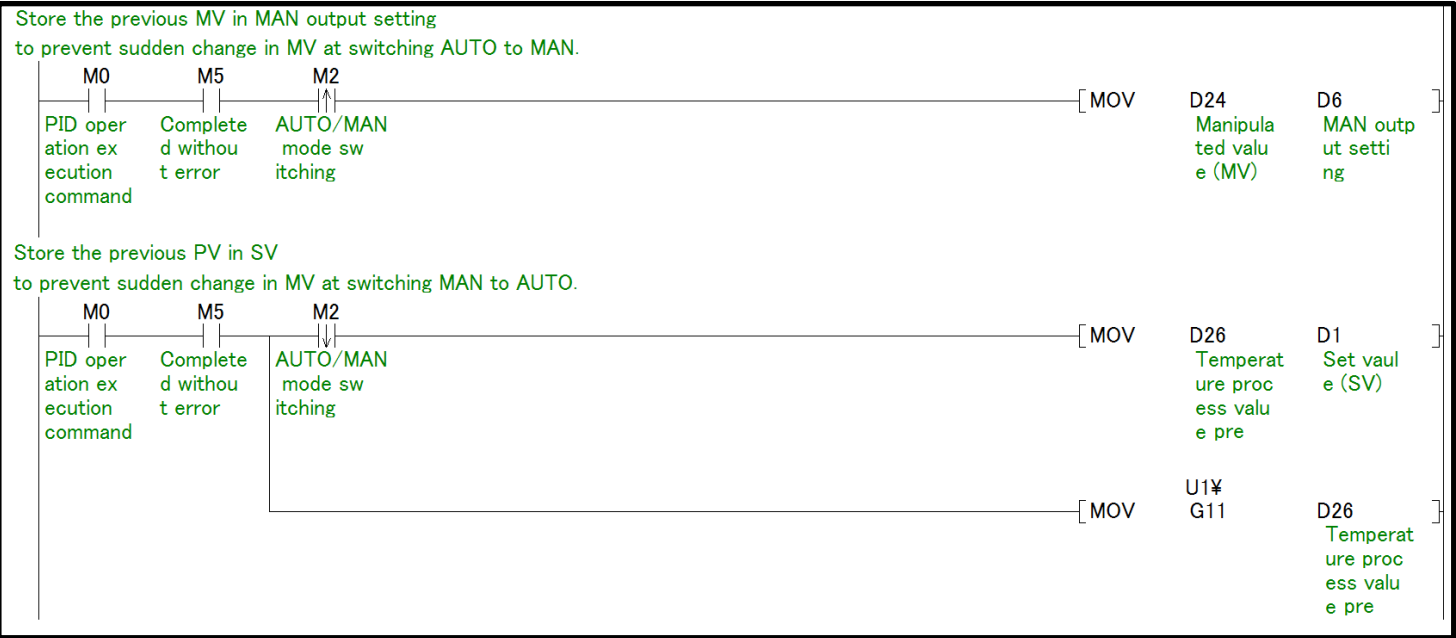 Store the previous MV in MAN output setting
to prevent sudden change in MV at switching AUTO to MAN.
M0 M5 M2
[ MOV D24 D6 ]
PID oper Complete AUTO/MAN Manipula MAN outp
ation ex d withou mode sw ted valu ut setti
ecution t error itching e (MV) ng
command
Store the previous PV in SV
to prevent sudden change in MV at switching MAN to AUTO.
M0 M5 M2
[ MOV D26 D1 ]
PID oper Complete AUTO/MAN Temperat Set vaul
ation ex d withou mode sw ure proc e (SV)
ecution t error itching ess valu
command e pre
U1¥
[ MOV G11 D26 ]
Temperat
ure proc
ess valu
e pre